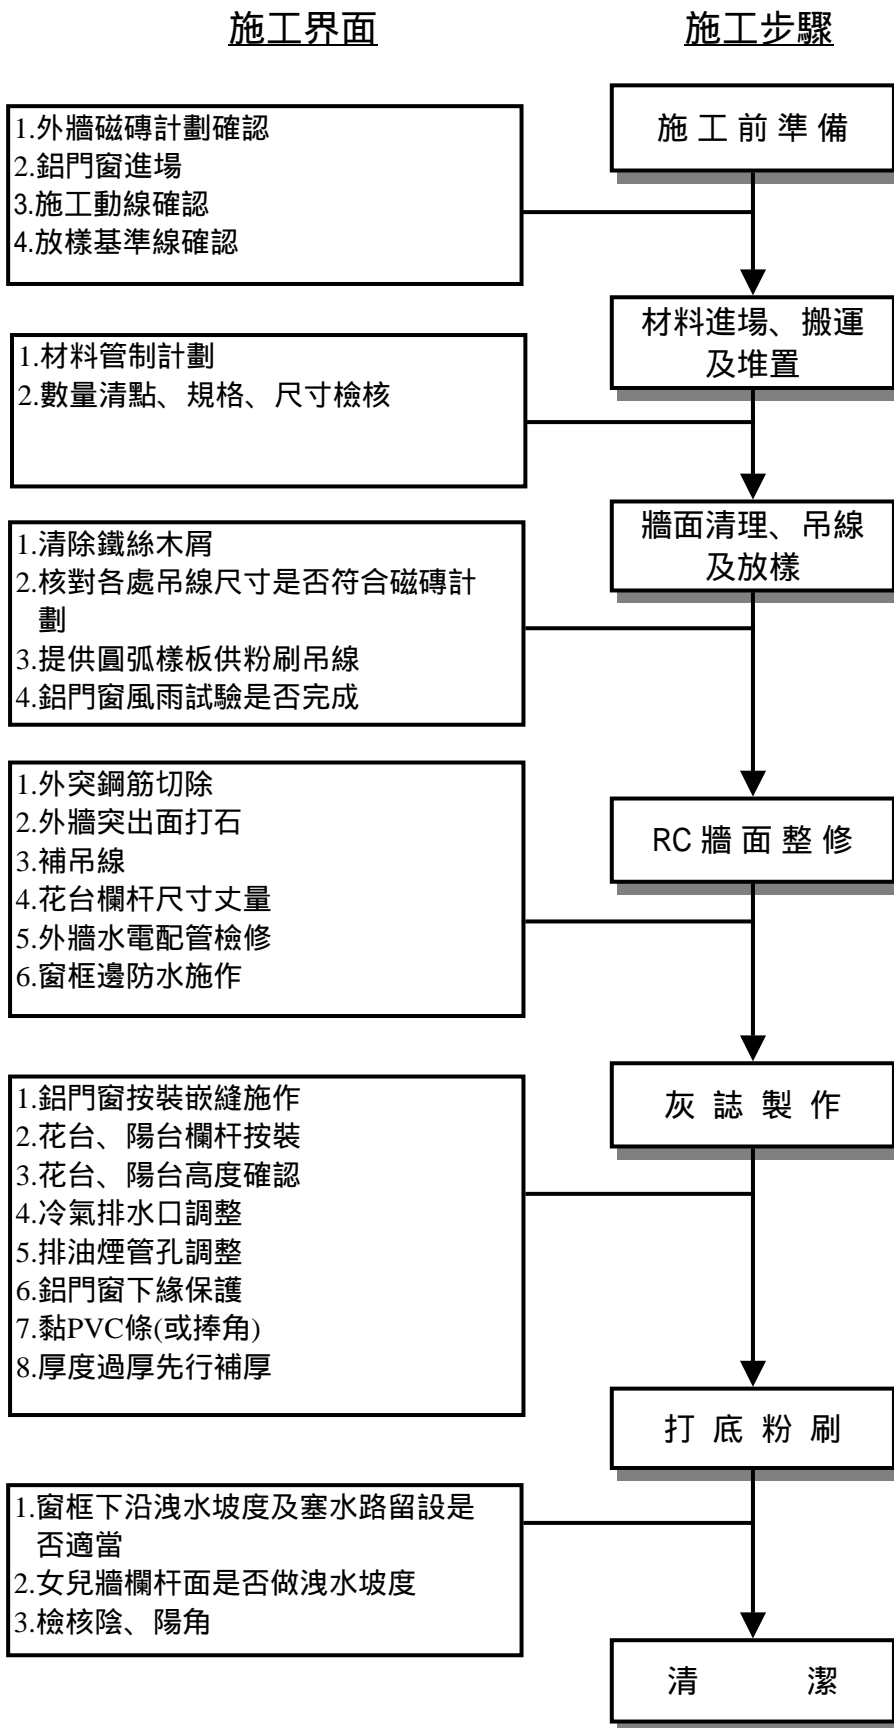 施工界面
施工步驟
施工前準備
1.外牆磁磚計劃確認
2.鋁門窗進場
3.施工動線確認
4.放樣基準線確認
材料進場、搬運
及堆置
1.材料管制計劃
2.數量清點、規格、尺寸檢核
牆面清理、吊線
及放樣
1.清除鐵絲木屑
2.核對各處吊線尺寸是否符合磁磚計
劃
3.提供圓弧樣板供粉刷吊線
4.鋁門窗風雨試驗是否完成
RC牆面整修
1.外突鋼筋切除
2.外牆突出面打石
3.補吊線
4.花台欄杆尺寸丈量
5.外牆水電配管檢修
6.窗框邊防水施作
灰誌製作
1.鋁門窗按裝嵌縫施作
2.花台、陽台欄杆按裝
3.花台、陽台高度確認
4.冷氣排水口調整
5.排油煙管孔調整
6.鋁門窗下緣保護
7.黏PVC條(或捧角)
8.厚度過厚先行補厚
打底粉刷
1.窗框下沿洩水坡度及塞水路留設是
否適當
2.女兒牆欄杆面是否做洩水坡度
3.檢核陰、陽角
清潔